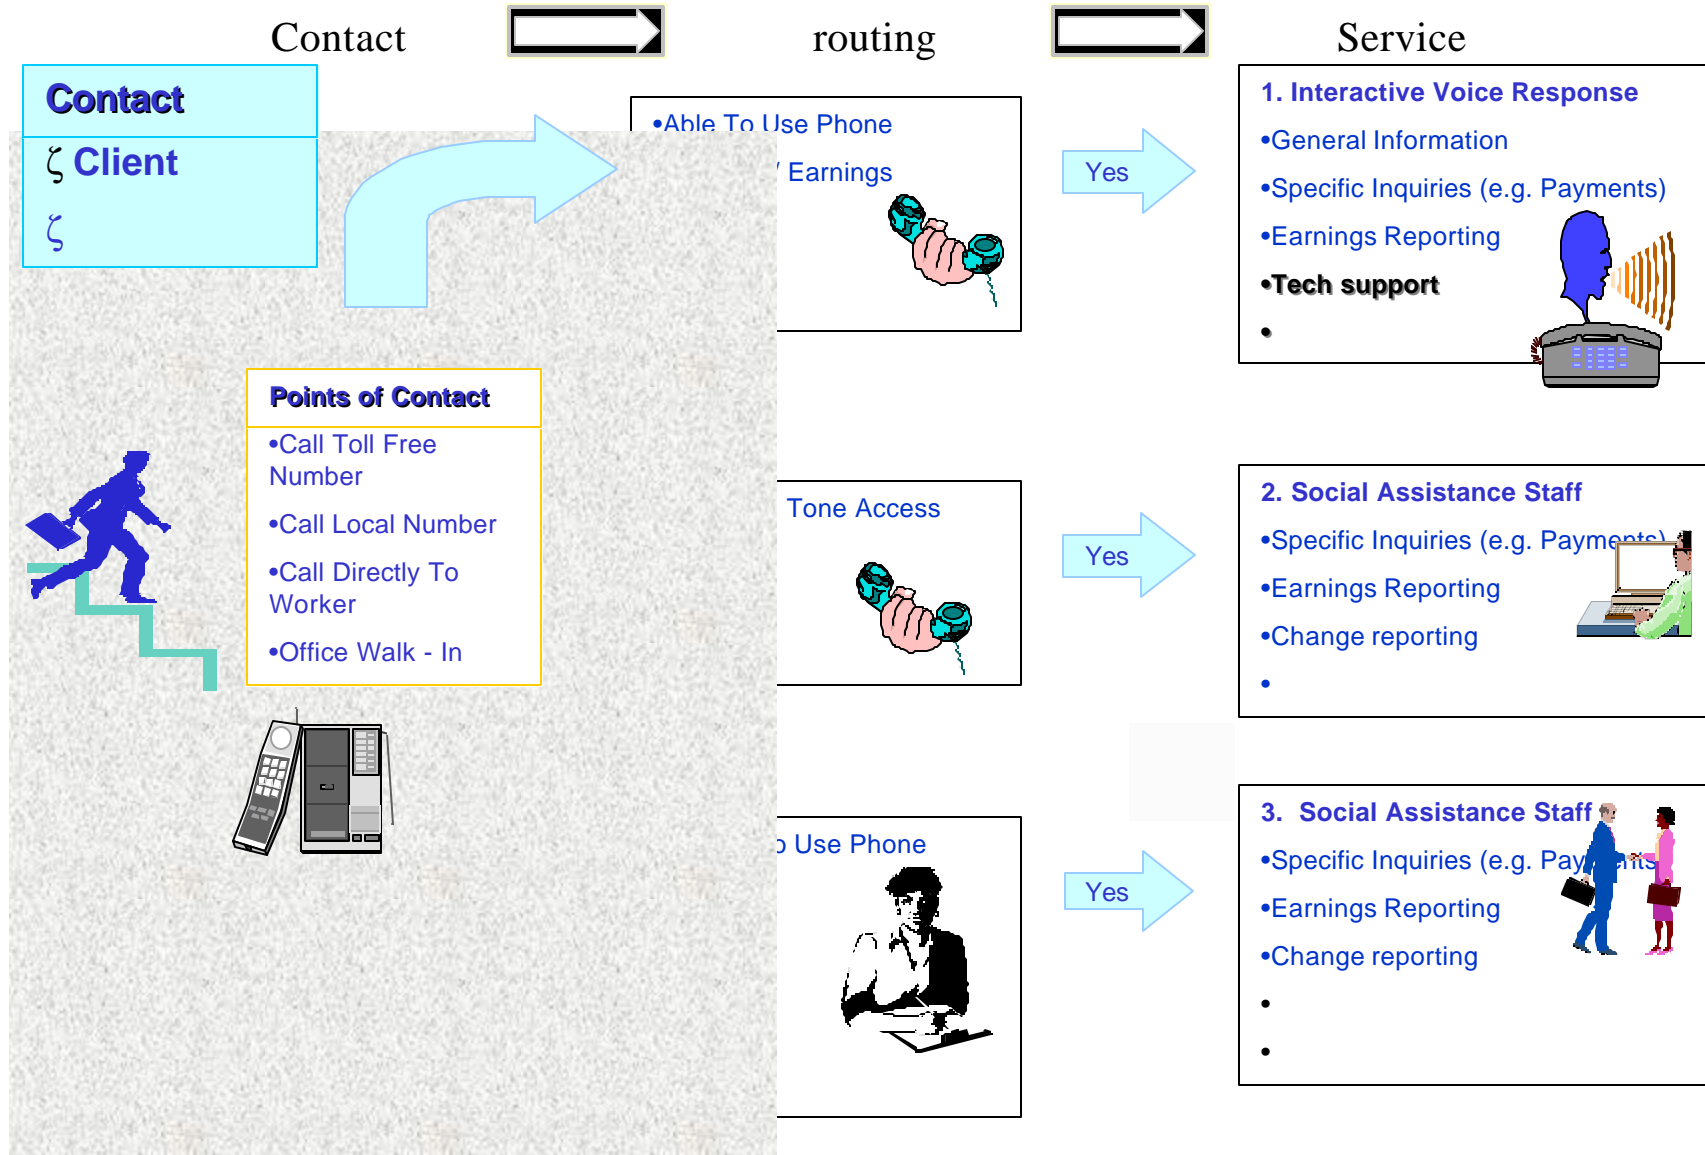 Contact
routing
Service
Contact
ζ Client
ζ
Points of Contact
•Call Toll Free
Number
•Call Local Number
•Call Directly To
Worker
•Office Walk - In
•Able To Use Phone
/ Earnings
Yes
1. Interactive Voice Response
•General Information
•Specific Inquiries (e.g. Payments)
•Earnings Reporting
•Tech support
•
Tone Access
Yes
2. Social Assistance Staff
•Specific Inquiries (e.g. Payments)
•Earnings Reporting
•Change reporting
•
o Use Phone
Yes
3. Social Assistance Staff
•Specific Inquiries (e.g. Payments
•Earnings Reporting
•Change reporting
•
•